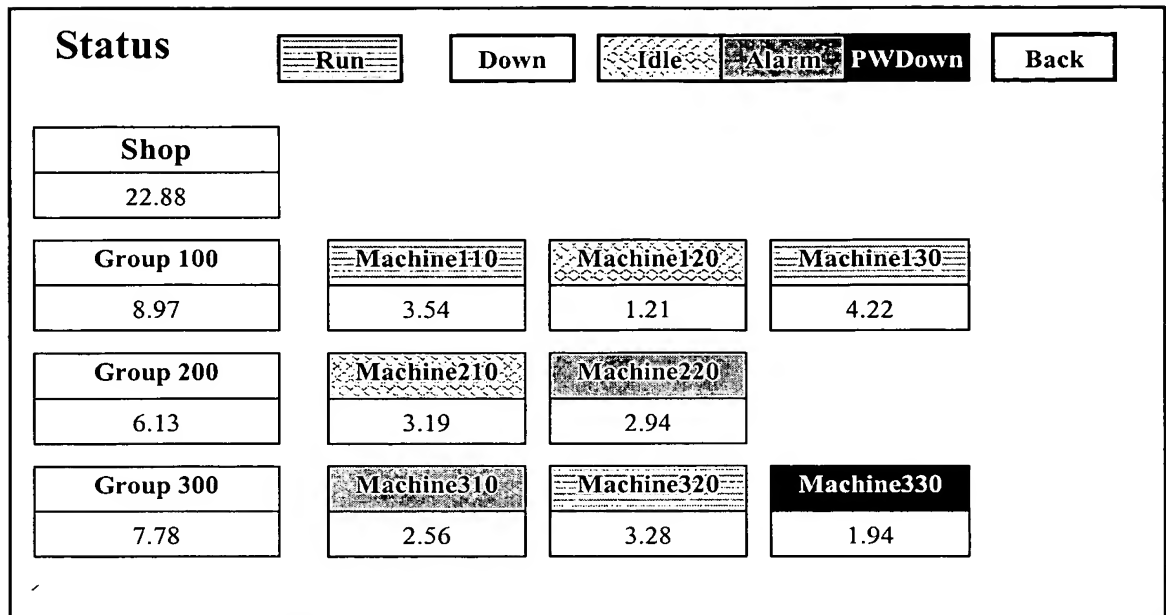 Status Run Down Idle Alarm PWDown Back
Shop
22.88
Group 100 Machine110 Machine120 Machine130
8.97 3.54 1.21 4.22
Group 200 Machine210 Machine220
6.13 3.19 2.94
Group 300 Machine310 Machine320 Machine330
7.78 2.56 3.28 1.94